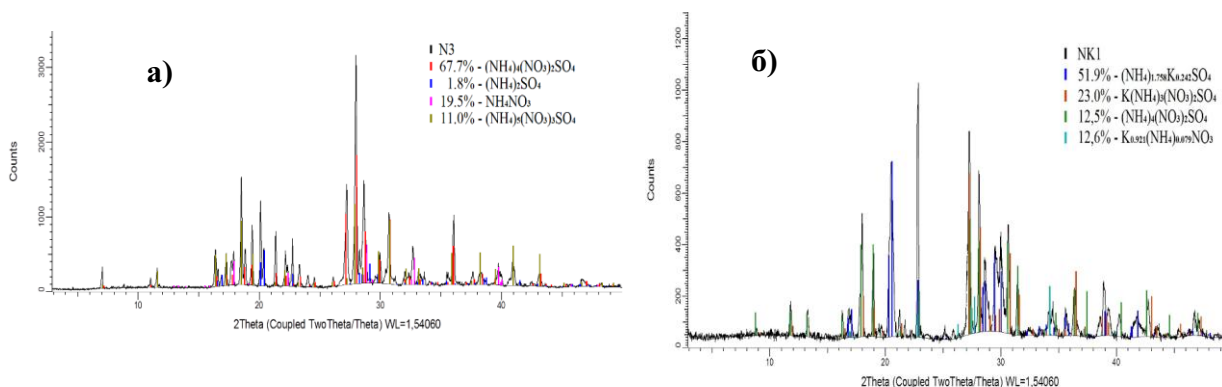 а)
N3
67.7% - (NH₄)₄(NO₃)₂SO₄
1.8% - (NH₄)₂SO₄
19.5% - NH₄NO₃
11.0% - (NH₄)₅(NO₃)₃SO₄
3000
2000
1000
0
Counts
10 20 30 40
2Theta (Coupled TwoTheta/Theta) WL=1,54060
б)
NK1
51.9% - (NH₄)₁.₇₅₈K₀.₂₄₂SO₄
23.0% - K(NH₄)₃(NO₃)₂SO₄
12,5% - (NH₄)₄(NO₃)₂SO₄
12,6% - K₀.₉₂₁(NH₄)₀.₀₇₉NO₃
1200
1000
800
600
400
200
0
Counts
10 20 30 40
2Theta (Coupled TwoTheta/Theta) WL=1,54060